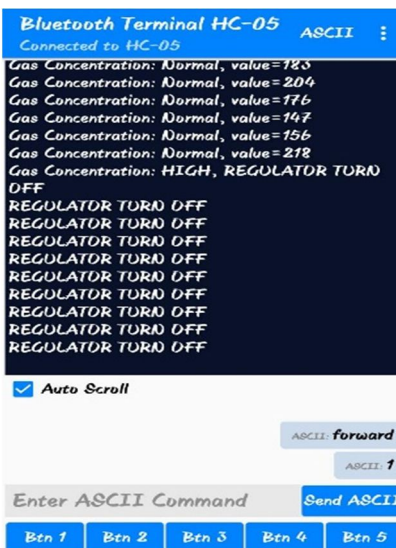 Bluetooth Terminal HC-05
ASCII
Connected to HC-05
Gas Concentration: Normal, value=183
Gas Concentration: Normal, value=204
Gas Concentration: Normal, value=176
Gas Concentration: Normal, value=147
Gas Concentration: Normal, value=156
Gas Concentration: Normal, value=218
Gas Concentration: HIGH, REGULATOR TURN
OFF
REGULATOR TURN OFF
REGULATOR TURN OFF
REGULATOR TURN OFF
REGULATOR TURN OFF
REGULATOR TURN OFF
REGULATOR TURN OFF
REGULATOR TURN OFF
REGULATOR TURN OFF
REGULATOR TURN OFF
Auto Scroll
ASCII: forward
ASCII: 1
Enter ASCII Command
Send ASCII
Btn 1 Btn 2 Btn 3 Btn 4 Btn 5